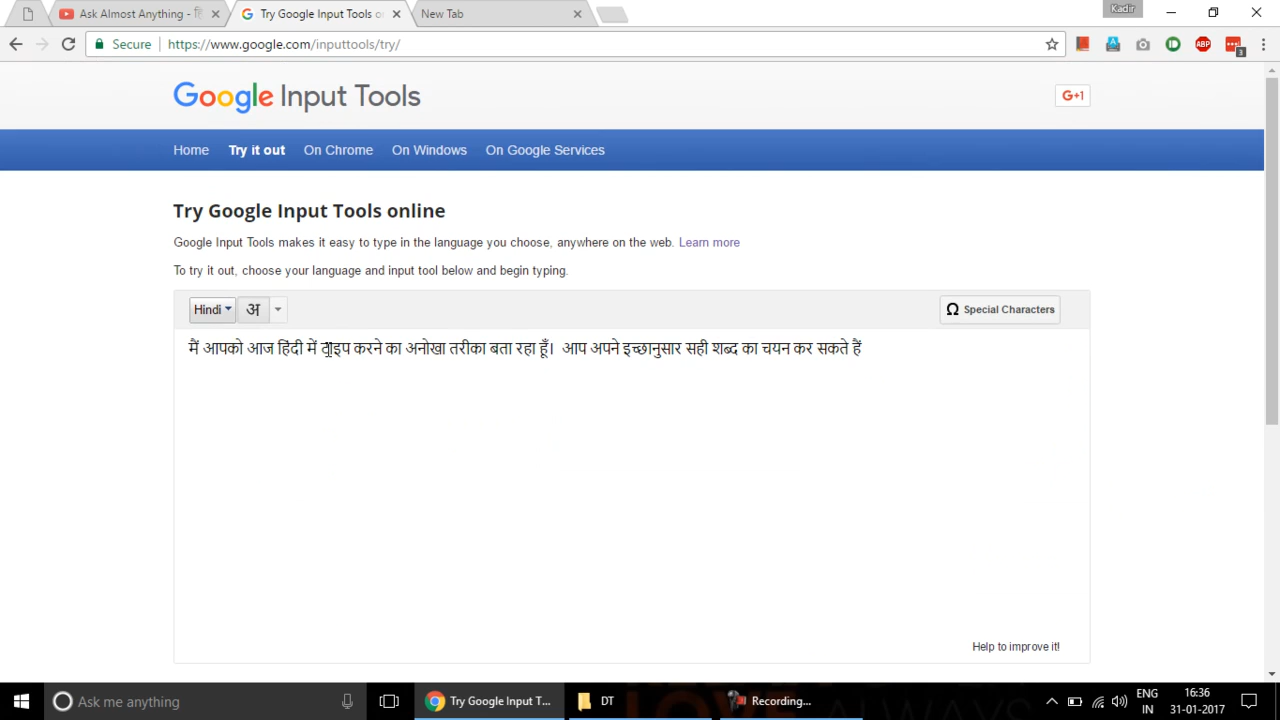 Ask Almost Anything - हि
Try Google Input Tools o
New Tab
Kadir
Secure https://www.google.com/inputtools/try/
ABP
3
Google Input Tools
G+1
Home Try it out On Chrome On Windows On Google Services
Try Google Input Tools online
Google Input Tools makes it easy to type in the language you choose, anywhere on the web. Learn more
To try it out, choose your language and input tool below and begin typing.
Hindi अ
Ω Special Characters
मैं आपको आज हिंदी में टाइप करने का अनोखा तरीका बता रहा हूँ। आप अपने इच्छानुसार सही शब्द का चयन कर सकते हैं
Help to improve it!
Ask me anything
Try Google Input T...
DT
Recording...
ENG
IN
16:36
31-01-2017